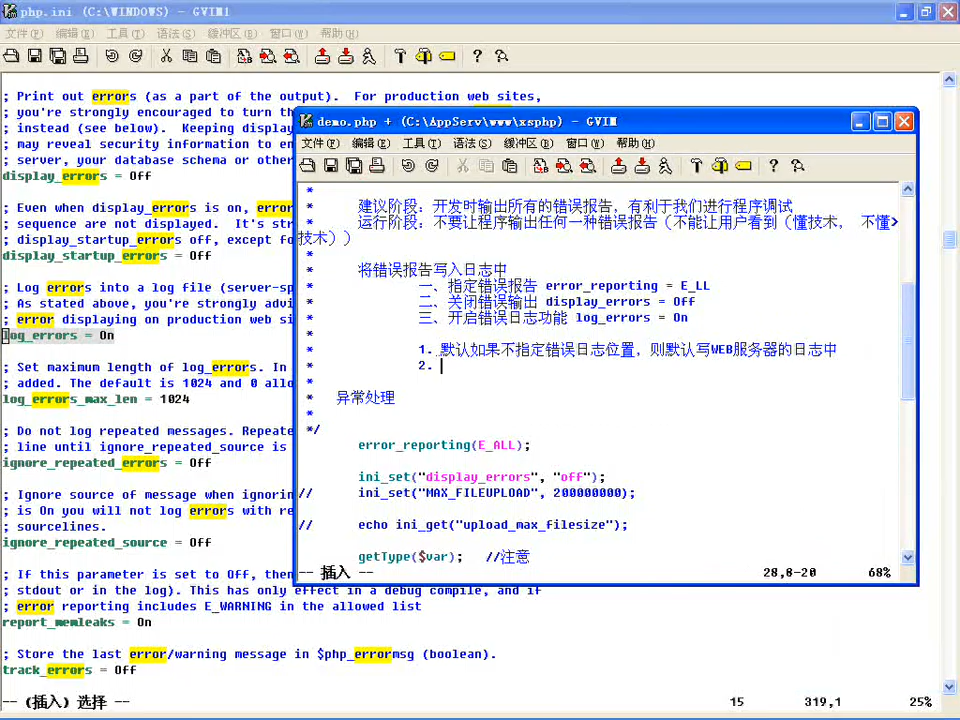 php.ini (C:\WINDOWS) - GVIM1
文件(F) 编辑(E) 工具(T) 语法(S) 缓冲区(B) 窗口(W) 帮助(H)
; Print out errors (as a part of the output).  For production web sites,
; you're strongly encouraged to turn th
; instead (see below).  Keeping display
; may reveal security information to en
; server, your database schema or other
display_errors = Off
; Even when display_errors is on, error
; sequence are not displayed.  It's str
; display_startup_errors off, except fo
display_startup_errors = Off
; Log errors into a log file (server-sp
; As stated above, you're strongly advi
; error displaying on production web si
log_errors = On
; Set maximum length of log_errors. In
; added. The default is 1024 and 0 allo
log_errors_max_len = 1024
; Do not log repeated messages. Repeate
; line until ignore_repeated_source is
ignore_repeated_errors = Off
; Ignore source of message when ignorin
; is On you will not log errors with re
; sourcelines.
ignore_repeated_source = Off
; If this parameter is set to Off, then
; stdout or in the log). This has only effect in a debug compile, and if
; error reporting includes E_WARNING in the allowed list
report_memleaks = On
; Store the last error/warning message in $php_errormsg (boolean).
track_errors = Off
-- (插入) 选择 --    15    319,1    25%
demo.php + (C:\AppServ\www\xsphp) - GVIM
文件(F) 编辑(E) 工具(T) 语法(S) 缓冲区(B) 窗口(W) 帮助(H)
*
*    建议阶段：开发时输出所有的错误报告，有利于我们进行程序调试
*    运行阶段：不要让程序输出任何一种错误报告（不能让用户看到（懂技术， 不懂>
技术））
*
*    将错误报告写入日志中
*        一、指定错误报告 error_reporting = E_LL
*        二、关闭错误输出 display_errors = Off
*        三、开启错误日志功能 log_errors = On
*
*        1. 默认如果不指定错误日志位置，则默认写WEB服务器的日志中
*        2.
*
*    异常处理
*
*/
error_reporting(E_ALL);
ini_set("display_errors", "off");
//    ini_set("MAX_FILEUPLOAD", 200000000);
//    echo ini_get("upload_max_filesize");
getType($var);   //注意
-- 插入 --    28,8-20    68%